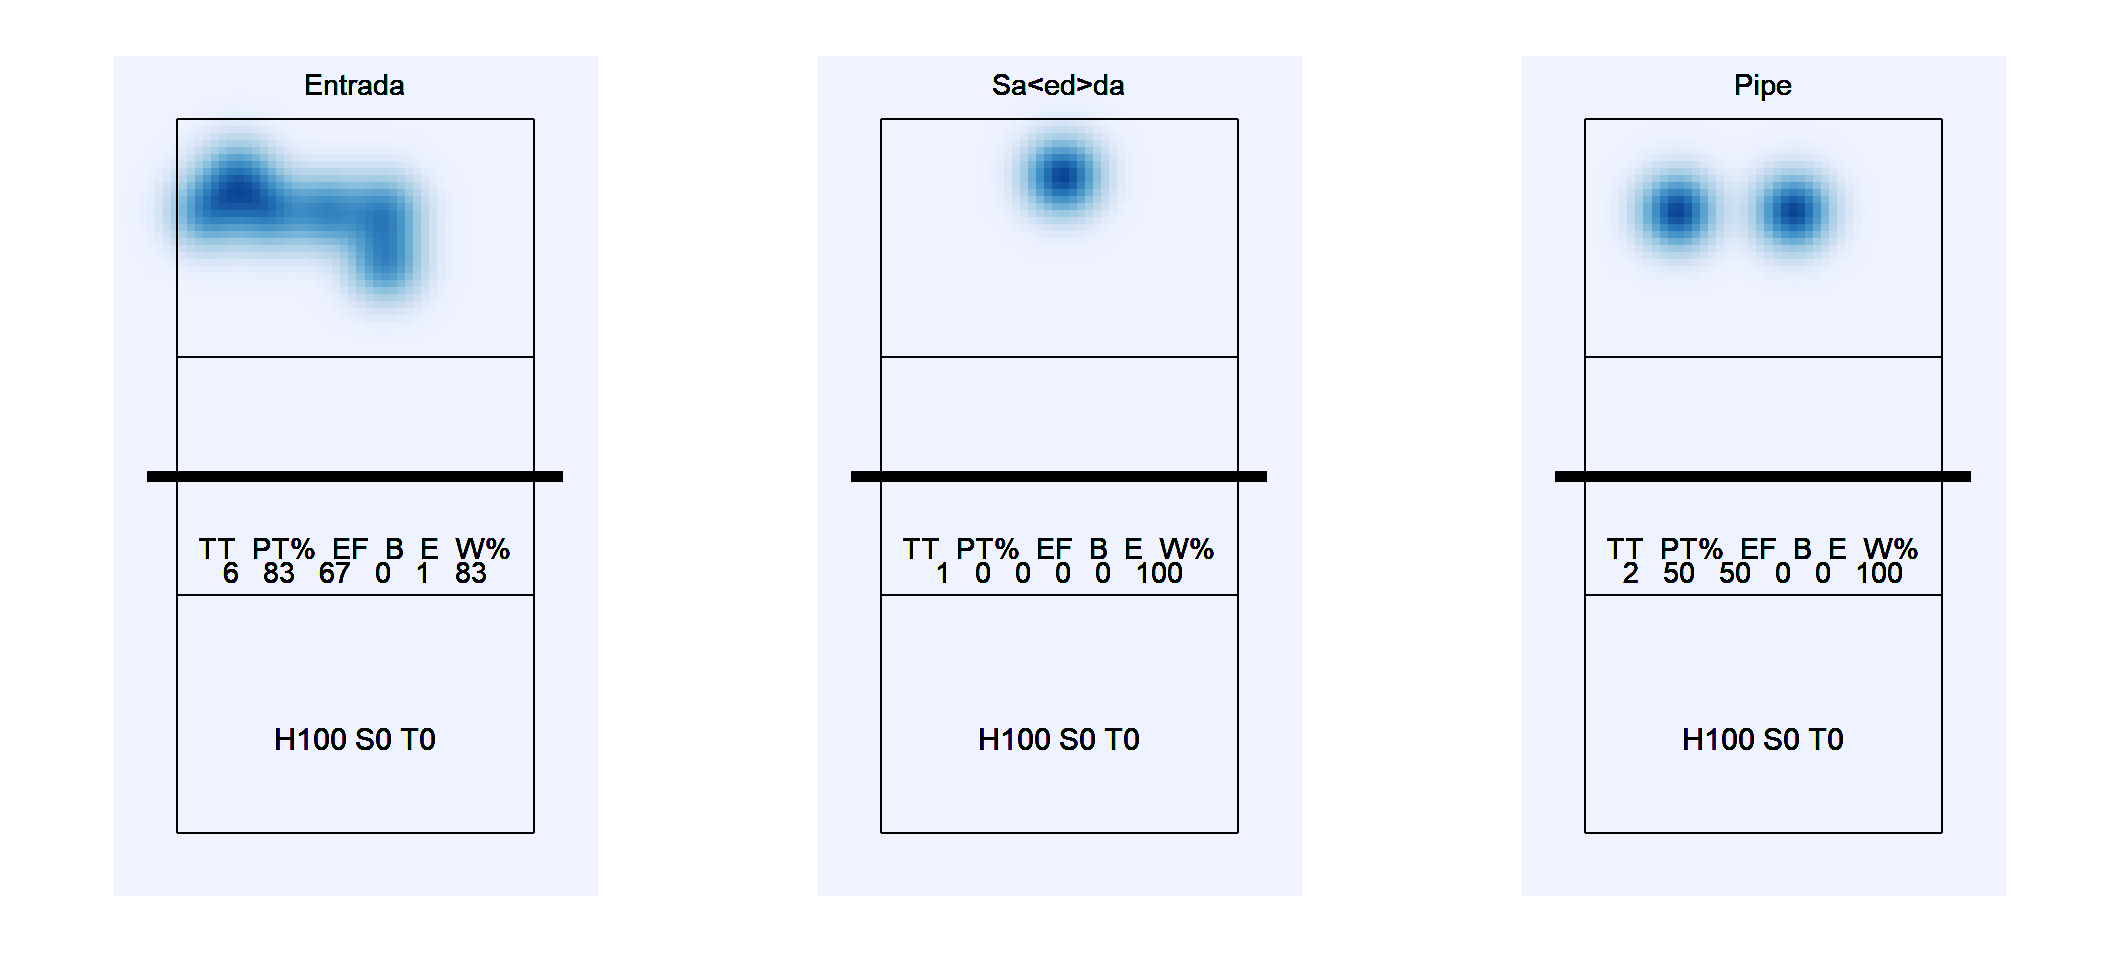 Entrada
TT PT% EF B E W%
6 83 67 0 1 83
H100 S0 T0
Sa<ed>da
TT PT% EF B E W%
1 0 0 0 0 100
H100 S0 T0
Pipe
TT PT% EF B E W%
2 50 50 0 0 100
H100 S0 T0